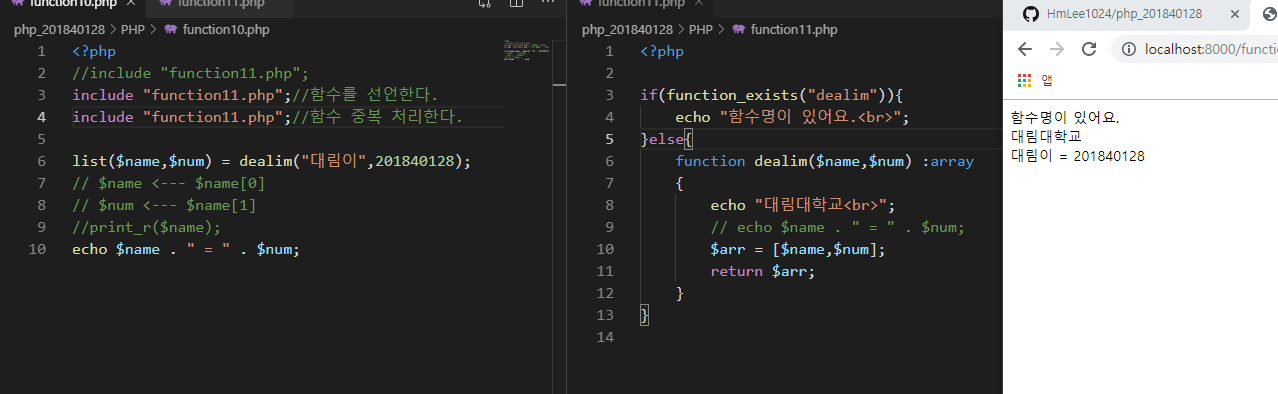 function10.php
function11.php
php_201840128 > PHP > function10.php
1 <?php
2 //include "function11.php";
3 include "function11.php";//함수를 선언한다.
4 include "function11.php";//함수 중복 처리한다.
5
6 list($name,$num) = dealim("대림이",201840128);
7 // $name <--- $name[0]
8 // $num <--- $name[1]
9 //print_r($name);
10 echo $name . " = " . $num;
function11.php
php_201840128 > PHP > function11.php
1 <?php
2
3 if(function_exists("dealim")){
4 echo "함수명이 있어요.<br>";
5 }else{
6 function dealim($name,$num) :array
7 {
8 echo "대림대학교<br>";
9 // echo $name . " = " . $num;
10 $arr = [$name,$num];
11 return $arr;
12 }
13 }
14
HmLee1024/php_201840128
localhost:8000/functio
앱
함수명이 있어요.
대림대학교
대림이 = 201840128